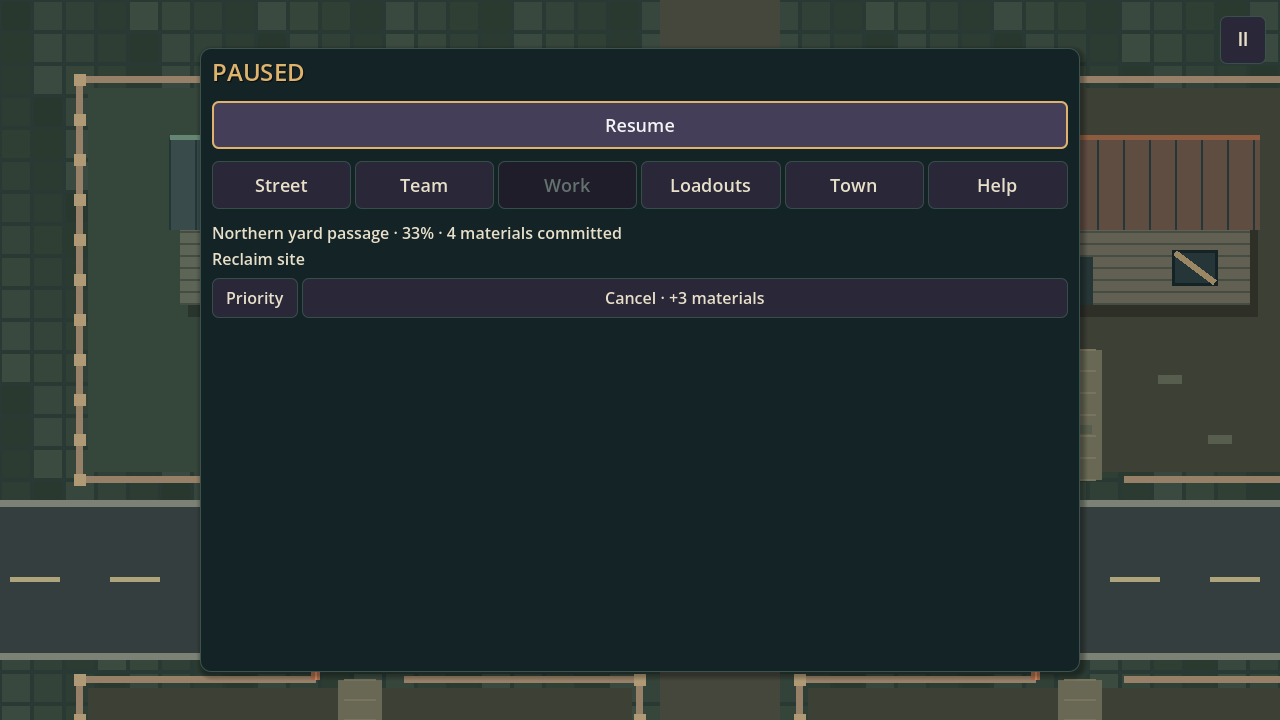 PAUSED
Resume
Street Team Work Loadouts Town Help
Northern yard passage · 33% · 4 materials committed
Reclaim site
Priority Cancel · +3 materials